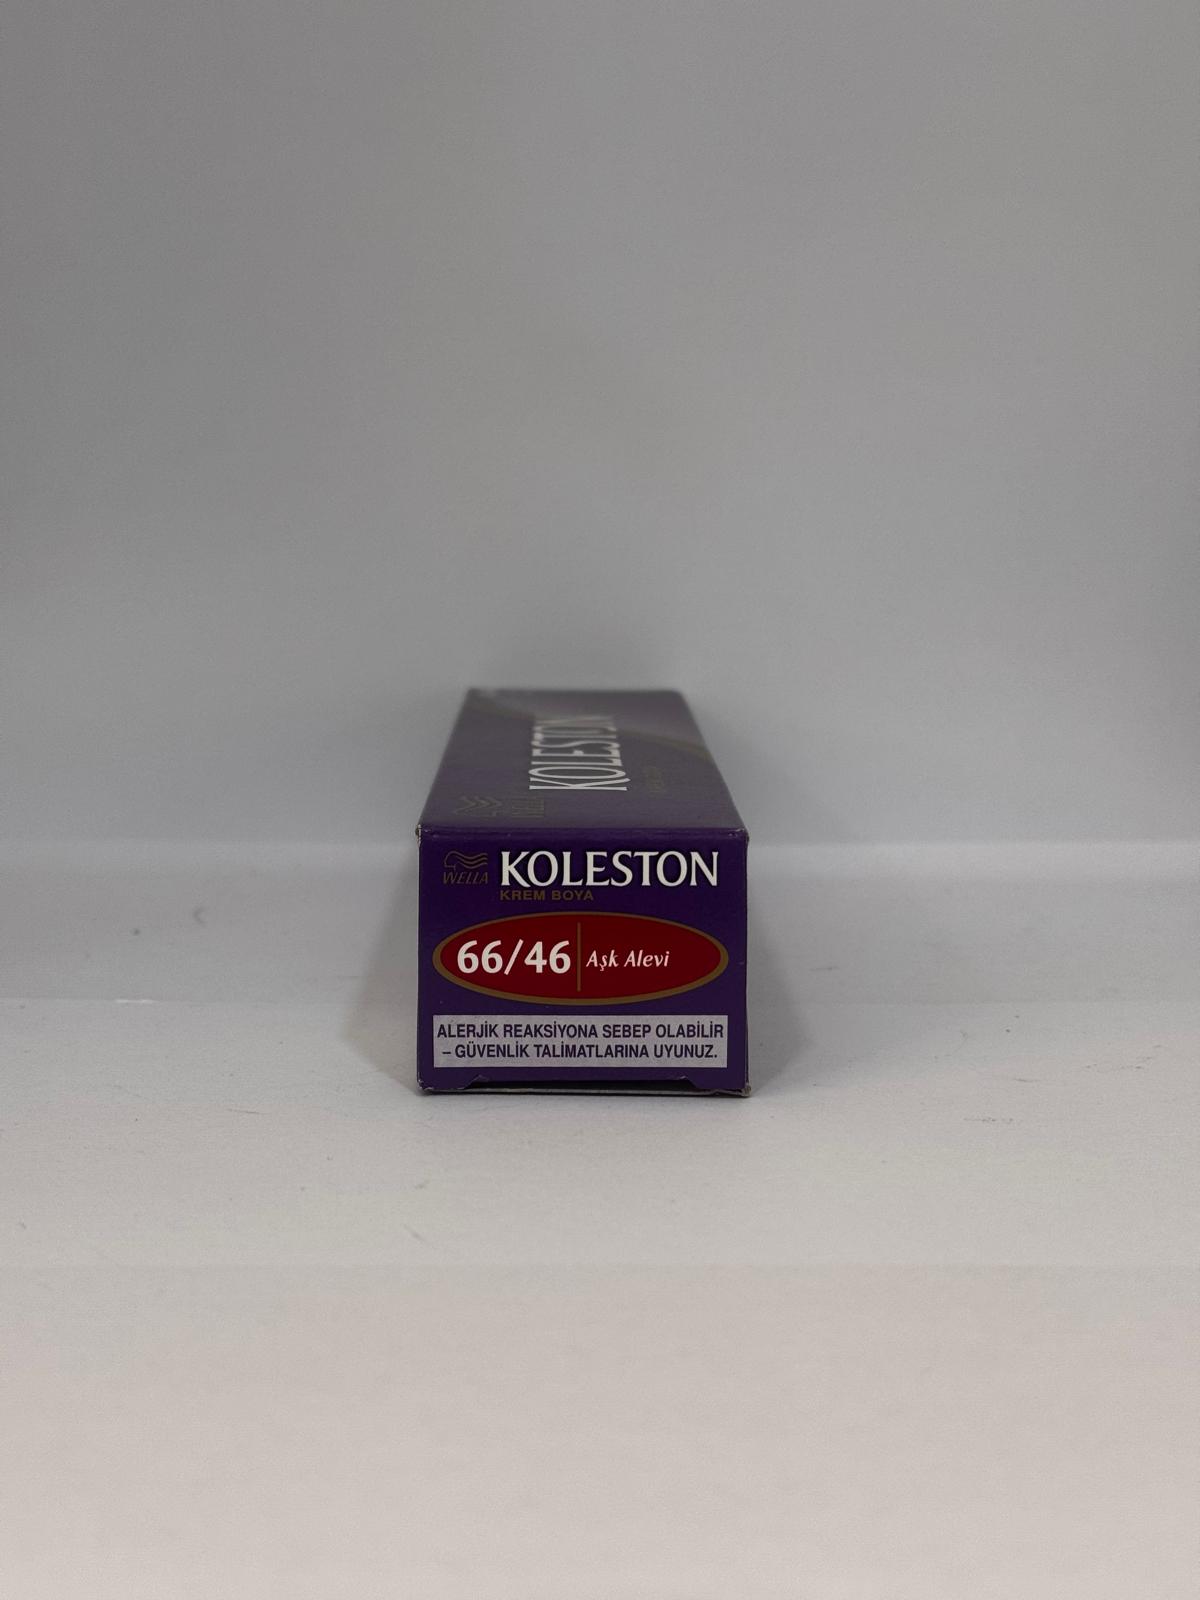 KOLESTON
WELLA
WELLA
KOLESTON
KREM BOYA
66/46 Aşk Alevi
ALERJİK REAKSİYONA SEBEP OLABİLİR
– GÜVENLİK TALİMATLARINA UYUNUZ.